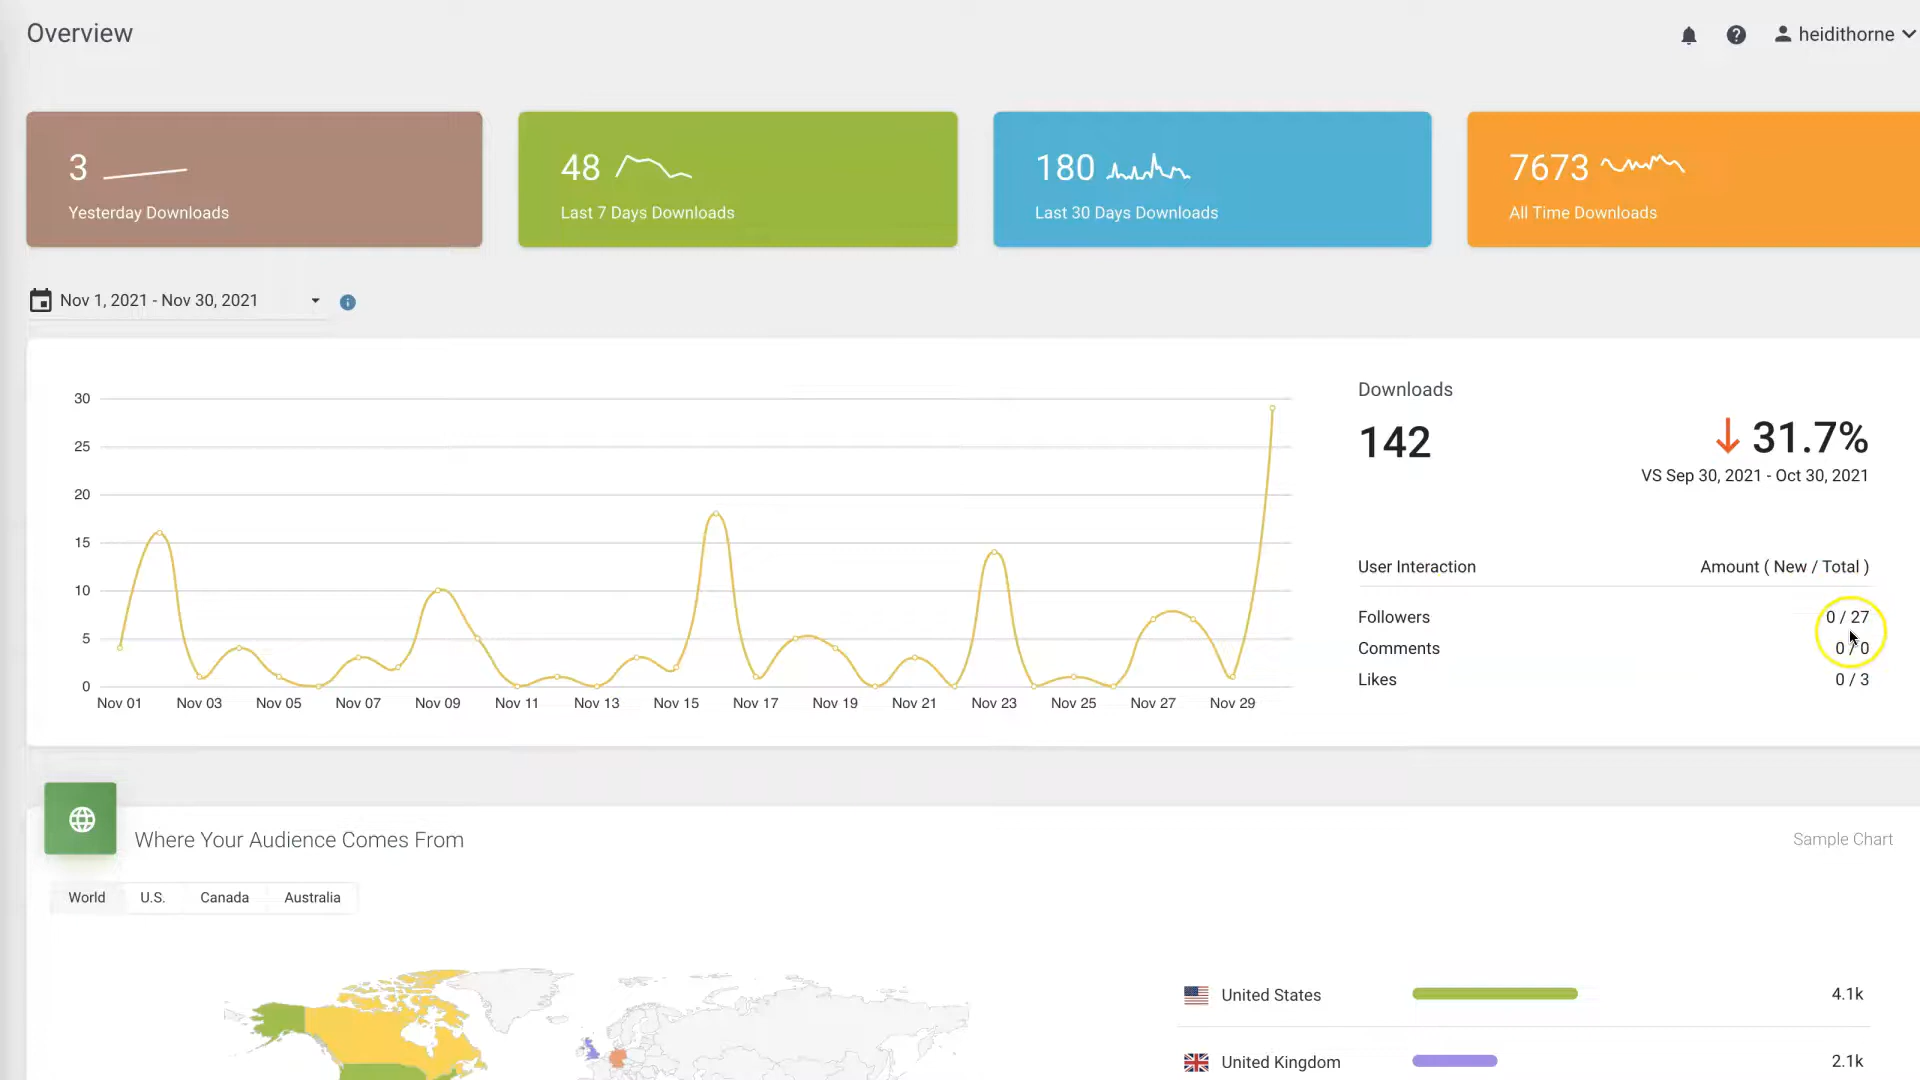 Overview
heidithorne
3
Yesterday Downloads
48
Last 7 Days Downloads
180
Last 30 Days Downloads
7673
All Time Downloads
Nov 1, 2021 - Nov 30, 2021
30
25
20
15
10
5
0
Nov 01 Nov 03 Nov 05 Nov 07 Nov 09 Nov 11 Nov 13 Nov 15 Nov 17 Nov 19 Nov 21 Nov 23 Nov 25 Nov 27 Nov 29
Downloads
142
31.7%
VS Sep 30, 2021 - Oct 30, 2021
User Interaction Amount ( New / Total )
Followers 0 / 27
Comments 0 / 0
Likes 0 / 3
Where Your Audience Comes From
Sample Chart
World U.S. Canada Australia
United States 4.1k
United Kingdom 2.1k